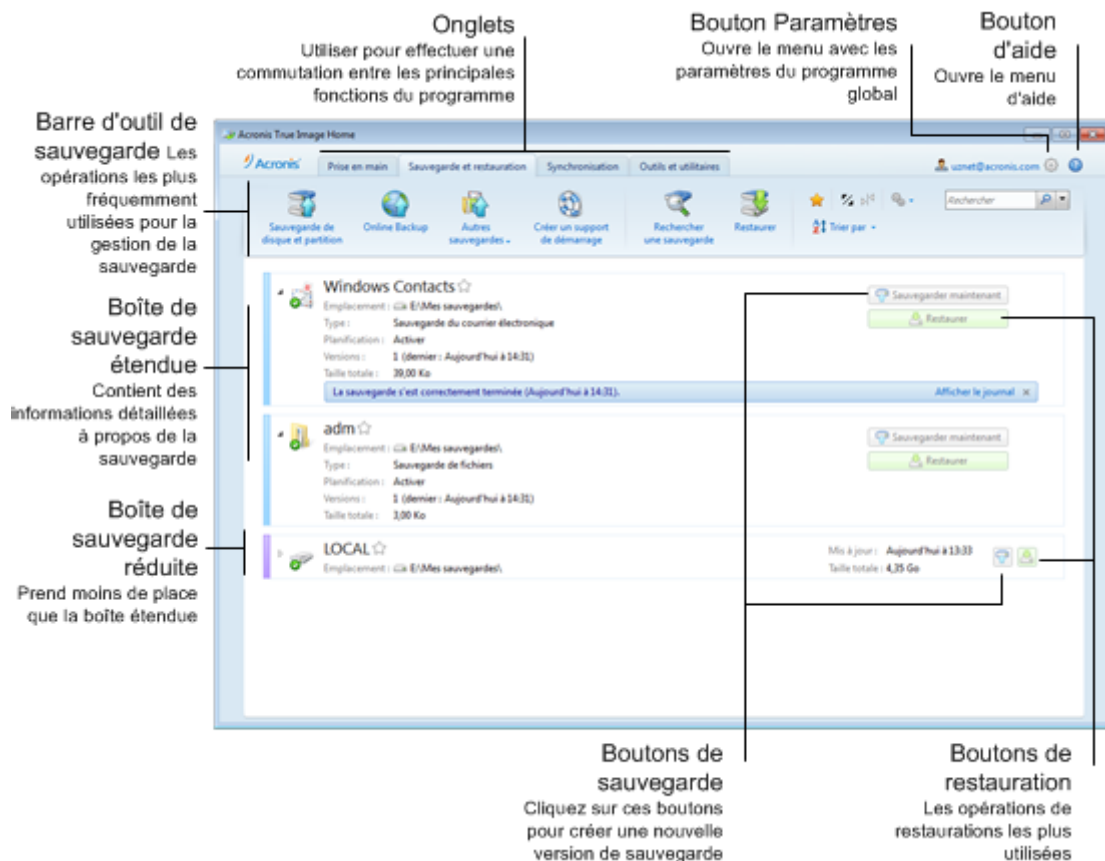 Onglets
Utiliser pour effectuer une
commutation entre les principales
fonctions du programme
Bouton Paramètres
Ouvre le menu avec les
paramètres du programme
global
Bouton
d'aide
Ouvre le menu
d'aide
Barre d'outil de
sauvegarde Les
opérations les plus
fréquemment
utilisées pour la
gestion de la
sauvegarde
Boîte de
sauvegarde
étendue
Contient des
informations détaillées
à propos de la
sauvegarde
Boîte de
sauvegarde
réduite
Prend moins de place
que la boîte étendue
Acronis True Image Home
Acronis
Prise en main
Sauvegarde et restauration
Synchronisation
Outils et utilitaires
uznet@acronis.com
Sauvegarde de
disque et partition
Online Backup
Autres
sauvegardes
Créer un support
de démarrage
Rechercher
une sauvegarde
Restaurer
Rechercher
Trier par
Windows Contacts
Emplacement : E:\Mes sauvegardes\
Type : Sauvegarde du courrier électronique
Planification : Activer
Versions : 1 (dernier : Aujourd'hui à 14:31)
Taille totale : 39,00 Ko
Sauvegarder maintenant
Restaurer
La sauvegarde s'est correctement terminée (Aujourd'hui à 14:31).
Afficher le journal
adm
Emplacement : E:\Mes sauvegardes\
Type : Sauvegarde de fichiers
Planification : Activer
Versions : 1 (dernier : Aujourd'hui à 14:31)
Taille totale : 3,00 Ko
Sauvegarder maintenant
Restaurer
LOCAL
Emplacement : E:\Mes sauvegardes\
Mis à jour : Aujourd'hui à 13:33
Taille totale : 4,35 Go
Boutons de
sauvegarde
Cliquez sur ces boutons
pour créer une nouvelle
version de sauvegarde
Boutons de
restauration
Les opérations de
restaurations les plus
utilisées